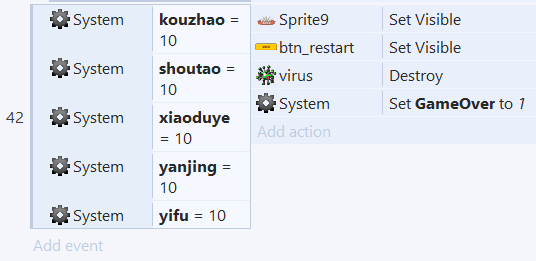 System kouzhao =
10
System shoutao =
10
42 System xiaoduye
= 10
System yanjing =
10
System yifu = 10
Sprite9 Set Visible
btn_restart Set Visible
virus Destroy
System Set GameOver to 1
Add action
Add event